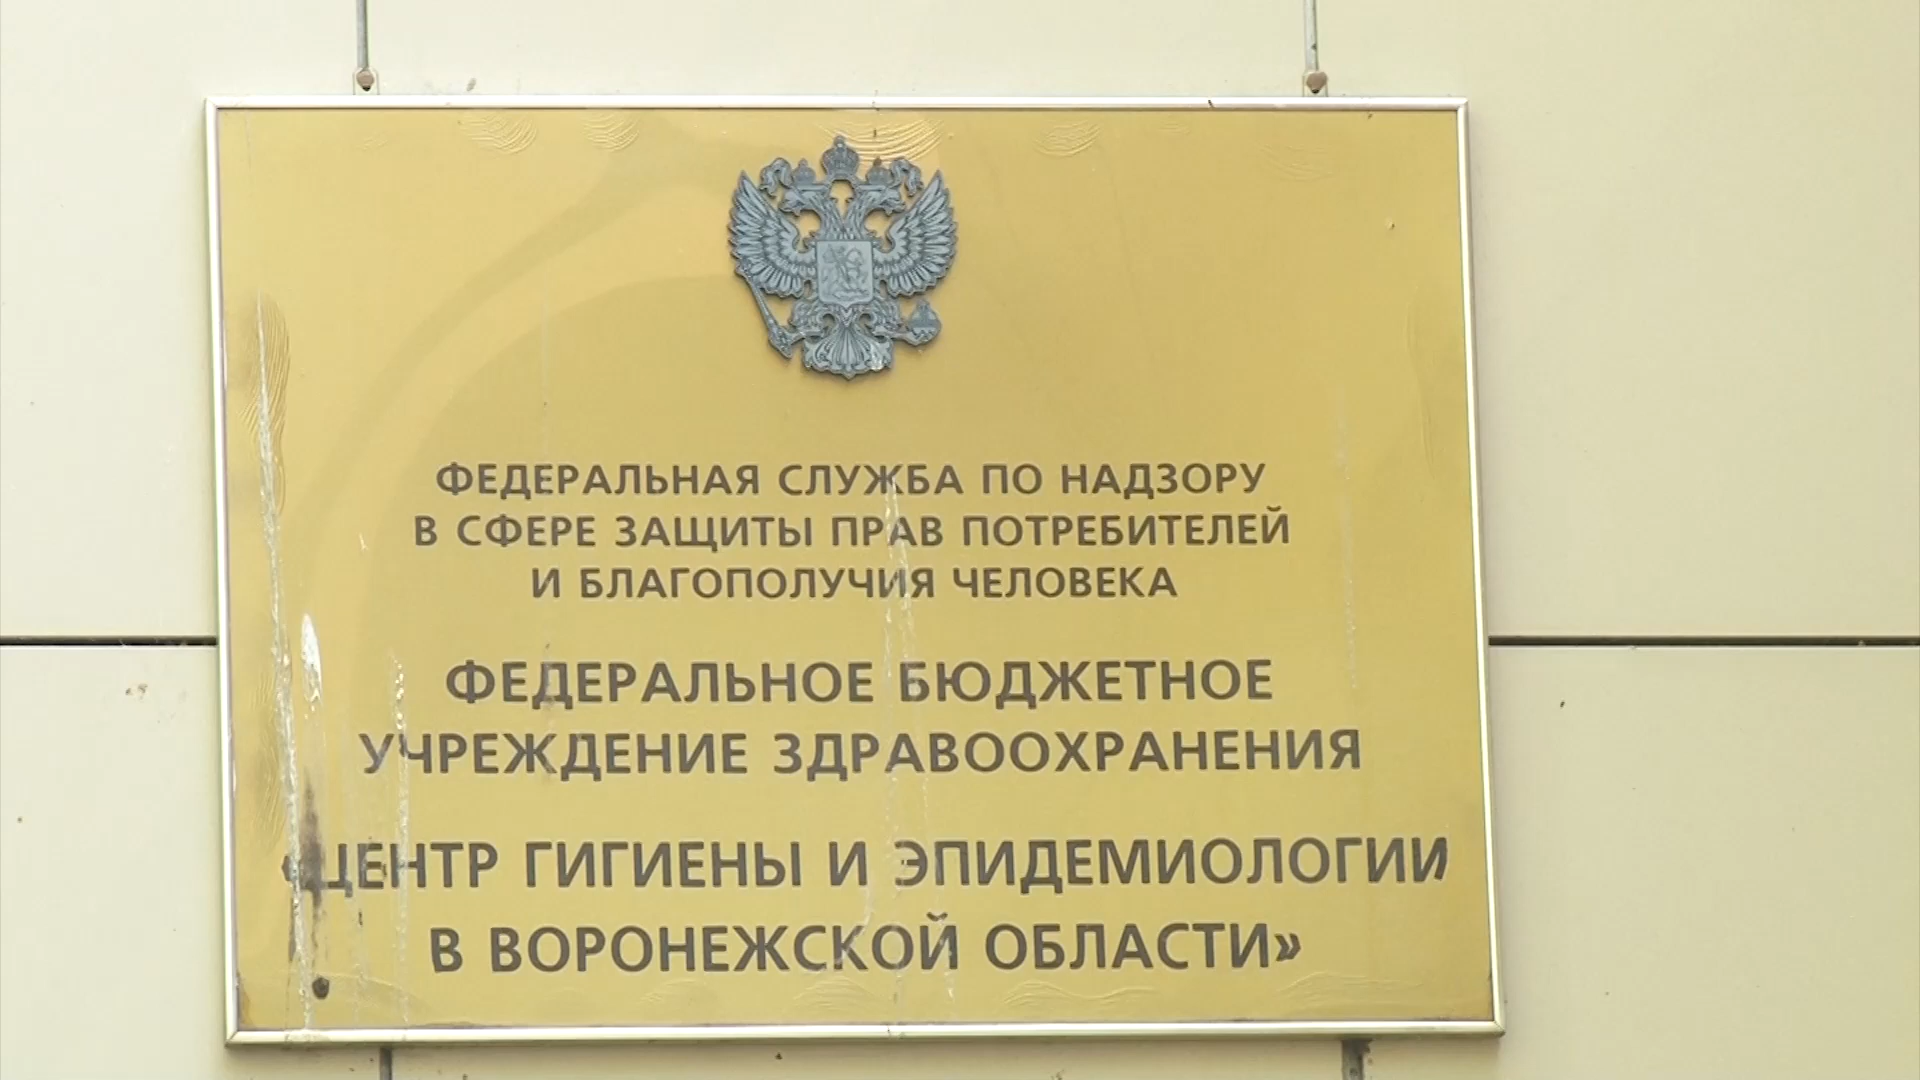 ФЕДЕРАЛЬНАЯ СЛУЖБА ПО НАДЗОРУ
В СФЕРЕ ЗАЩИТЫ ПРАВ ПОТРЕБИТЕЛЕЙ
И БЛАГОПОЛУЧИЯ ЧЕЛОВЕКА
ФЕДЕРАЛЬНОЕ БЮДЖЕТНОЕ
УЧРЕЖДЕНИЕ ЗДРАВООХРАНЕНИЯ
«ЦЕНТР ГИГИЕНЫ И ЭПИДЕМИОЛОГИИ
В ВОРОНЕЖСКОЙ ОБЛАСТИ»